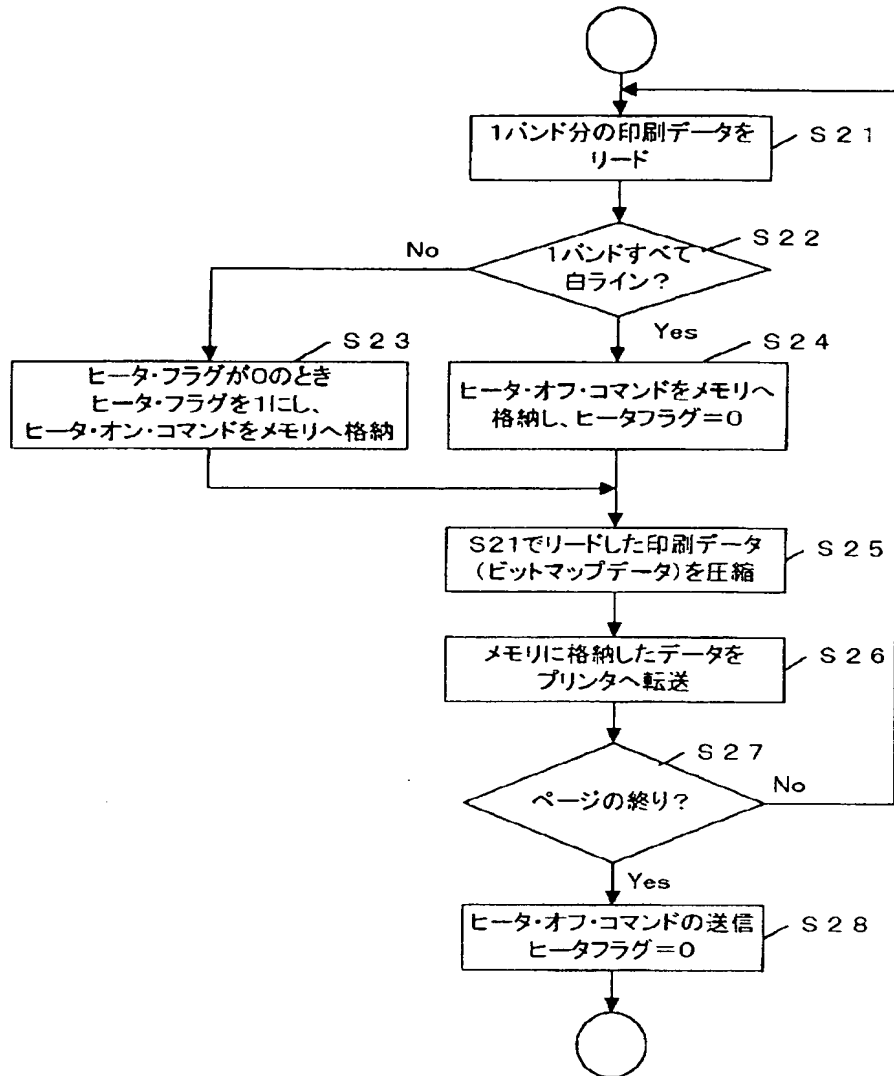 1バンド分の印刷データを
リード
S21
1バンドすべて
白ライン?
S22
No
Yes
ヒータ・フラグが0のとき
ヒータ・フラグを1にし、
ヒータ・オン・コマンドをメモリへ格納
S23
ヒータ・オフ・コマンドをメモリへ
格納し、ヒータフラグ=0
S24
S21でリードした印刷データ
(ビットマップデータ)を圧縮
S25
メモリに格納したデータを
プリンタへ転送
S26
ページの終り?
S27
No
Yes
ヒータ・オフ・コマンドの送信
ヒータフラグ=0
S28